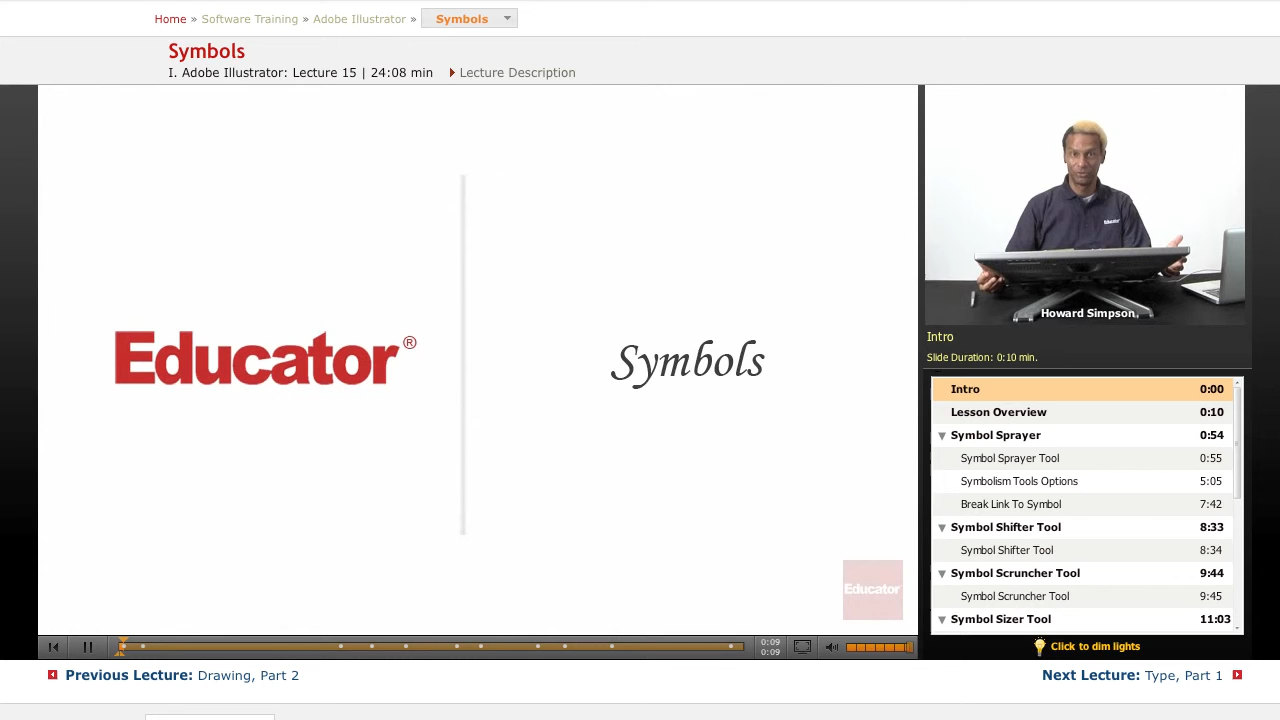 Home » Software Training » Adobe Illustrator » Symbols
Symbols
I. Adobe Illustrator: Lecture 15 | 24:08 min Lecture Description
Educator®
Symbols
Educator
Educator
Howard Simpson
Intro
Slide Duration: 0:10 min.
Intro 0:00
Lesson Overview 0:10
Symbol Sprayer 0:54
Symbol Sprayer Tool 0:55
Symbolism Tools Options 5:05
Break Link To Symbol 7:42
Symbol Shifter Tool 8:33
Symbol Shifter Tool 8:34
Symbol Scruncher Tool 9:44
Symbol Scruncher Tool 9:45
Symbol Sizer Tool 11:03
0:09
0:09
Click to dim lights
Previous Lecture: Drawing, Part 2
Next Lecture: Type, Part 1